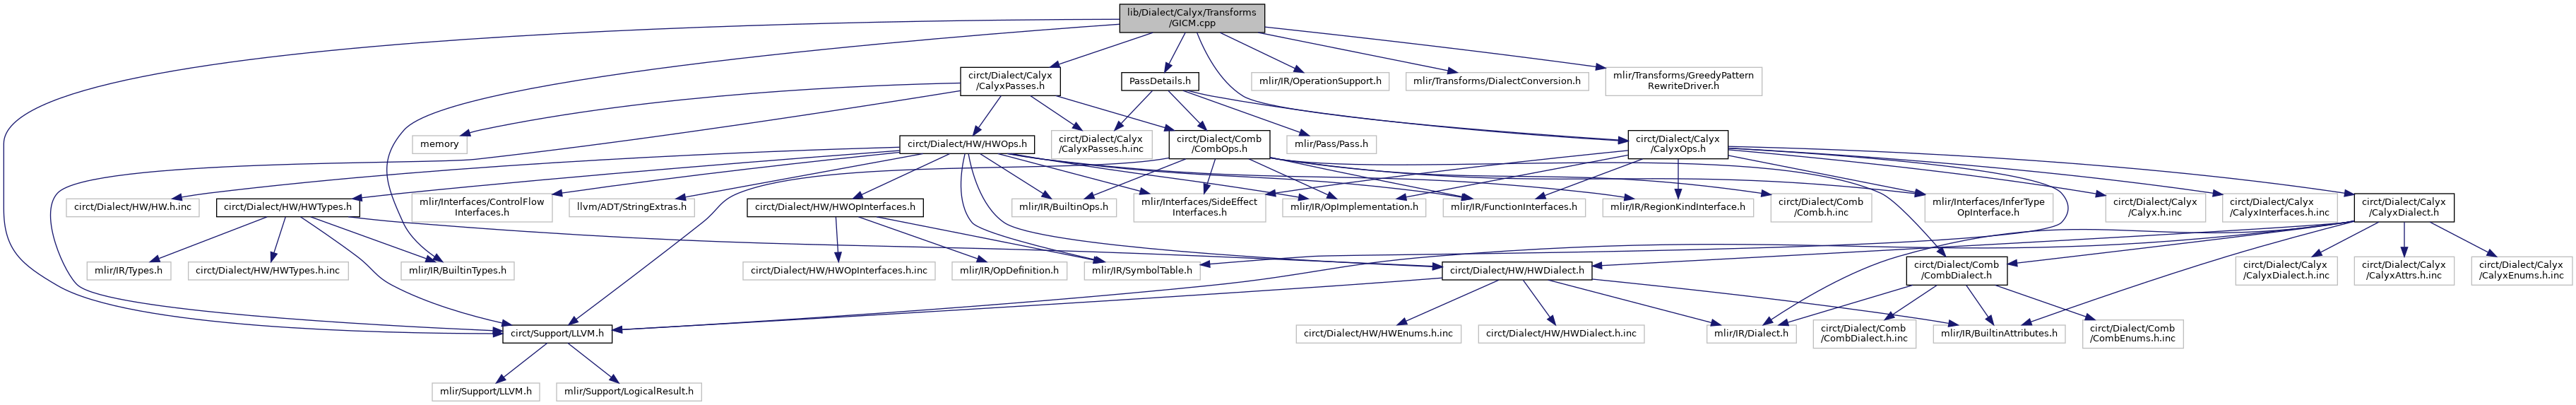 lib/Dialect/Calyx/Transforms
/GICM.cpp
circt/Dialect/Calyx
/CalyxPasses.h
PassDetails.h
mlir/IR/OperationSupport.h
mlir/Transforms/DialectConversion.h
mlir/Transforms/GreedyPattern
RewriteDriver.h
memory
circt/Dialect/HW/HWOps.h
circt/Dialect/Calyx
/CalyxPasses.h.inc
circt/Dialect/Comb
/CombOps.h
mlir/Pass/Pass.h
circt/Dialect/Calyx
/CalyxOps.h
circt/Dialect/HW/HW.h.inc
circt/Dialect/HW/HWTypes.h
mlir/Interfaces/ControlFlow
Interfaces.h
llvm/ADT/StringExtras.h
circt/Dialect/HW/HWOpInterfaces.h
mlir/IR/BuiltinOps.h
mlir/Interfaces/SideEffect
Interfaces.h
mlir/IR/OpImplementation.h
mlir/IR/FunctionInterfaces.h
mlir/IR/RegionKindInterface.h
circt/Dialect/Comb
/Comb.h.inc
mlir/Interfaces/InferType
OpInterface.h
circt/Dialect/Calyx
/Calyx.h.inc
circt/Dialect/Calyx
/CalyxInterfaces.h.inc
circt/Dialect/Calyx
/CalyxDialect.h
mlir/IR/Types.h
circt/Dialect/HW/HWTypes.h.inc
mlir/IR/BuiltinTypes.h
circt/Dialect/HW/HWOpInterfaces.h.inc
mlir/IR/OpDefinition.h
mlir/IR/SymbolTable.h
circt/Dialect/HW/HWDialect.h
circt/Dialect/Comb
/CombDialect.h
circt/Dialect/Calyx
/CalyxDialect.h.inc
circt/Dialect/Calyx
/CalyxAttrs.h.inc
circt/Dialect/Calyx
/CalyxEnums.h.inc
circt/Support/LLVM.h
circt/Dialect/HW/HWEnums.h.inc
circt/Dialect/HW/HWDialect.h.inc
mlir/IR/Dialect.h
circt/Dialect/Comb
/CombDialect.h.inc
mlir/IR/BuiltinAttributes.h
circt/Dialect/Comb
/CombEnums.h.inc
mlir/Support/LLVM.h
mlir/Support/LogicalResult.h